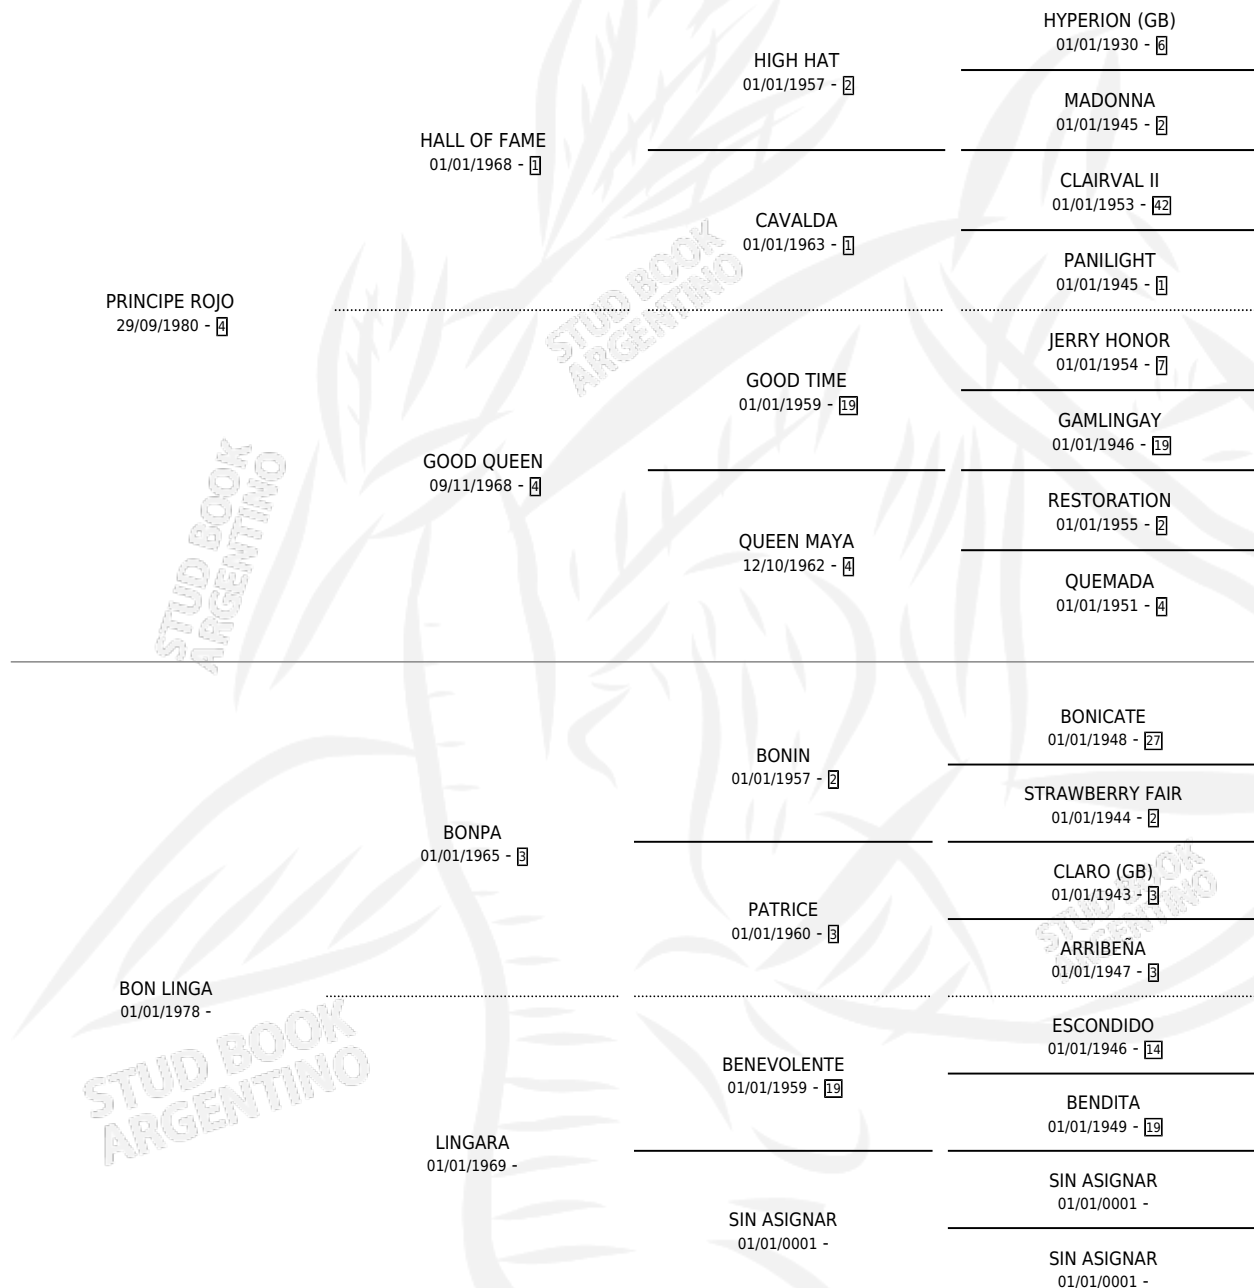 HYPERION (GB)
01/01/1930 - 6
HIGH HAT
01/01/1957 - 2
MADONNA
01/01/1945 - 2
HALL OF FAME
01/01/1968 - 1
CLAIRVAL II
01/01/1953 - 42
CAVALDA
01/01/1963 - 1
PANILIGHT
01/01/1945 - 1
PRINCIPE ROJO
29/09/1980 - 4
JERRY HONOR
01/01/1954 - 7
GOOD TIME
01/01/1959 - 19
GAMLINGAY
01/01/1946 - 19
GOOD QUEEN
09/11/1968 - 4
RESTORATION
01/01/1955 - 2
QUEEN MAYA
12/10/1962 - 4
QUEMADA
01/01/1951 - 4
BONICATE
01/01/1948 - 27
BONIN
01/01/1957 - 2
STRAWBERRY FAIR
01/01/1944 - 2
BONPA
01/01/1965 - 3
CLARO (GB)
01/01/1943 - 3
PATRICE
01/01/1960 - 3
ARRIBEÑA
01/01/1947 - 3
BON LINGA
01/01/1978 -
ESCONDIDO
01/01/1946 - 14
BENEVOLENTE
01/01/1959 - 19
BENDITA
01/01/1949 - 19
LINGARA
01/01/1969 -
SIN ASIGNAR
01/01/0001 -
SIN ASIGNAR
01/01/0001 -
SIN ASIGNAR
01/01/0001 -
STUD BOOK
ARGENTINO
STUD BOOK
ARGENTINO
STUD BOOK
ARGENTINO
STUD BOOK
ARGENTINO